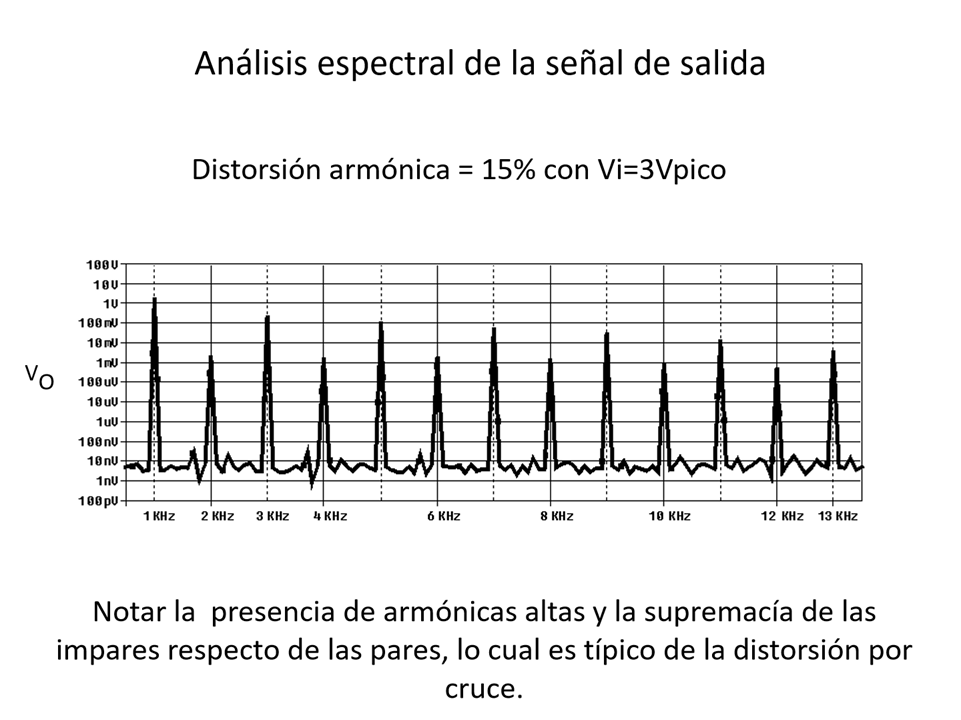 Análisis espectral de la señal de salida
Distorsión armónica = 15% con Vi=3Vpico
100V
10V
1V
100mV
10mV
1mV
100uV
10uV
1uV
100nV
10nV
1nV
100pV
VO
1 KHz 2 KHz 3 KHz 4 KHz 6 KHz 8 KHz 10 KHz 12 KHz 13 KHz
Notar la  presencia de armónicas altas y la supremacía de las
impares respecto de las pares, lo cual es típico de la distorsión por
cruce.